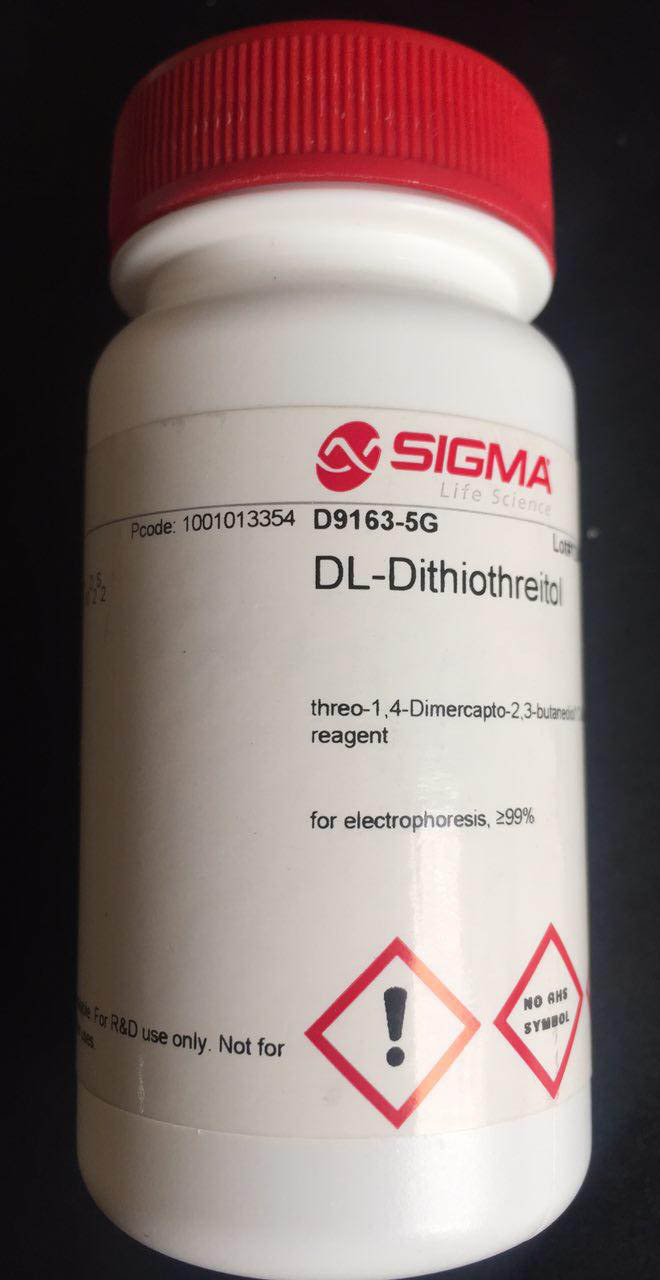 SIGMA
Life Science
Pcode: 1001013354 D9163-5G
Lot#
DL-Dithiothreitol
threo-1,4-Dimercapto-2,3-butanediol
reagent
for electrophoresis, ≥99%
NO GHS
SYMBOL
For R&D use only. Not for